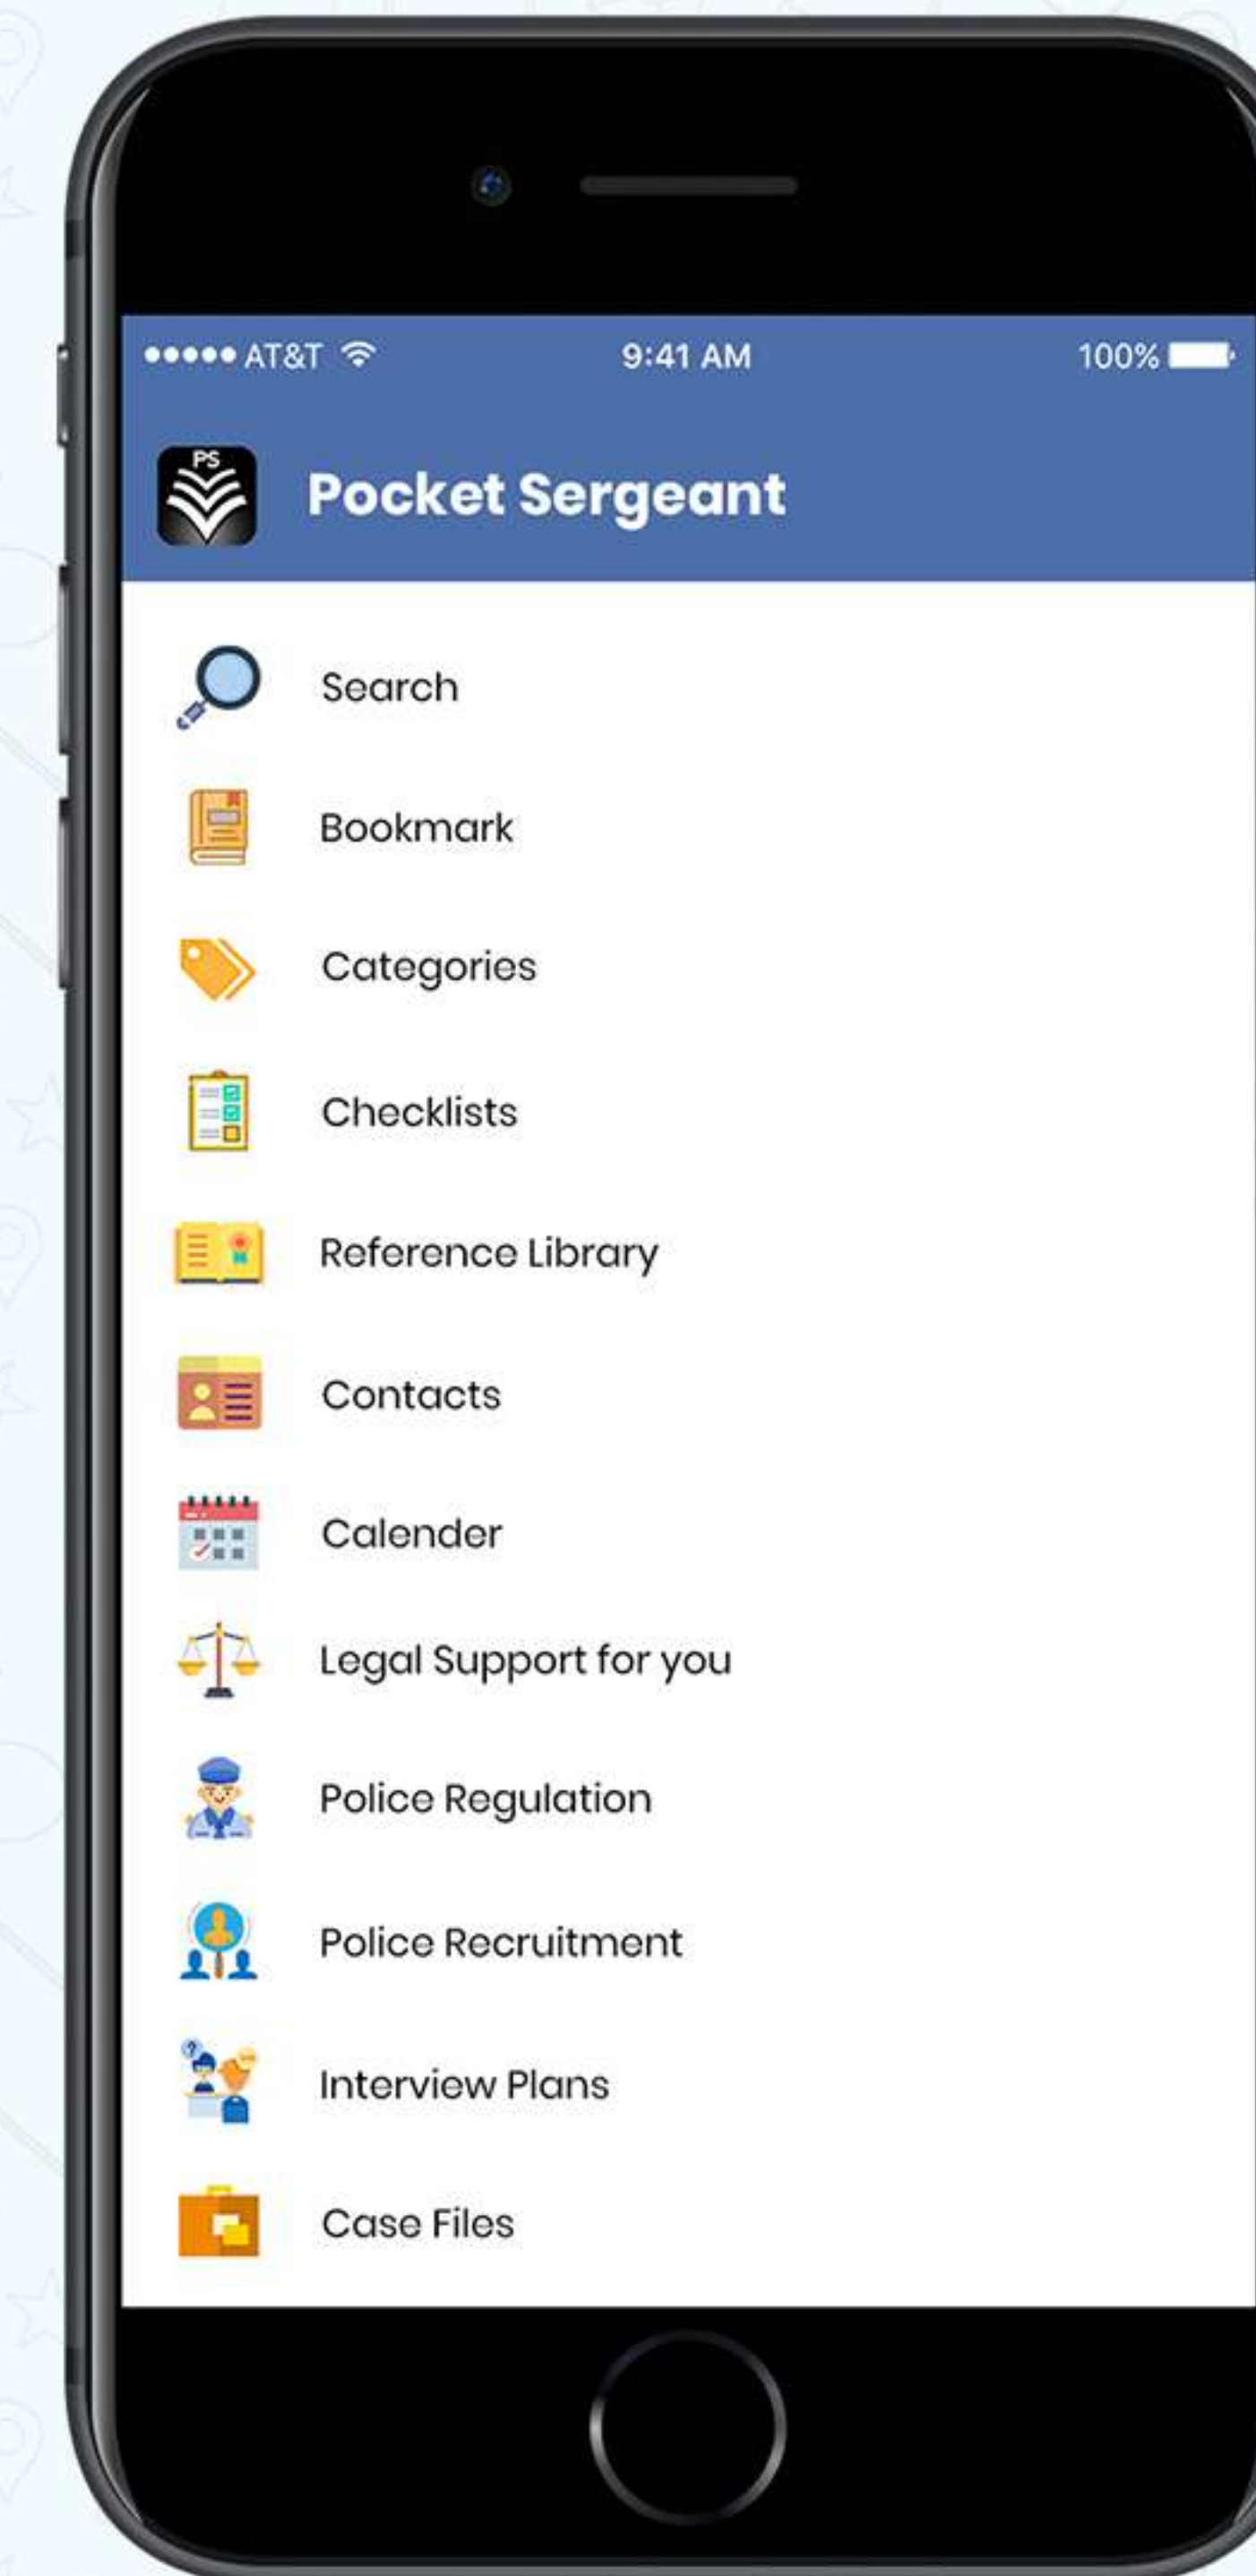 AT&T 9:41 AM 100%
PS
Pocket Sergeant
Search
Bookmark
Categories
Checklists
Reference Library
Contacts
Calender
Legal Support for you
Police Regulation
Police Recruitment
?
Interview Plans
Case Files